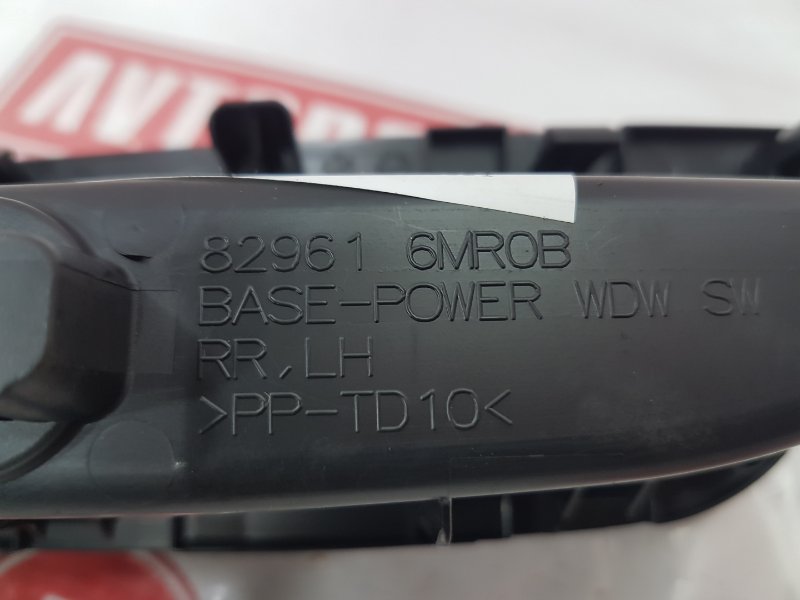 82961 6MR0B
BASE-POWER WDW SW
RR,LH
>PP-TD10<